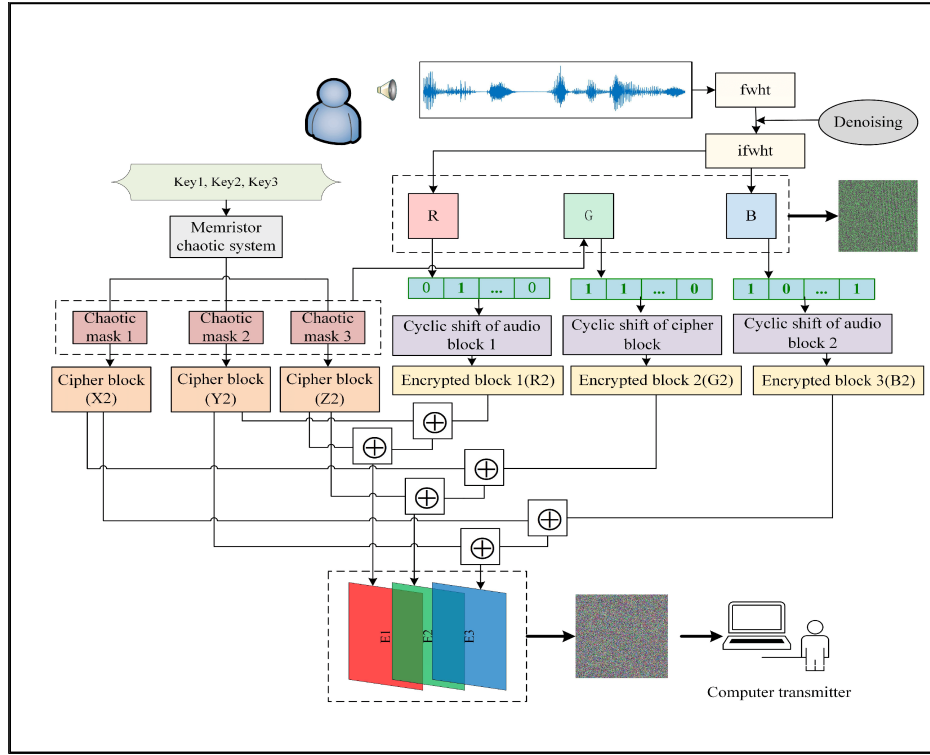 fwht
Denoising
ifwht
Key1, Key2, Key3
R
G
B
Memristor
chaotic system
0 1 ... 0
1 1 ... 0
1 0 ... 1
Chaotic
mask 1
Chaotic
mask 2
Chaotic
mask 3
Cyclic shift of audio
block 1
Cyclic shift of cipher
block
Cyclic shift of audio
block 2
Cipher block
(X2)
Cipher block
(Y2)
Cipher block
(Z2)
Encrypted block 1(R2)
Encrypted block 2(G2)
Encrypted block 3(B2)
E1
E2
E3
Computer transmitter